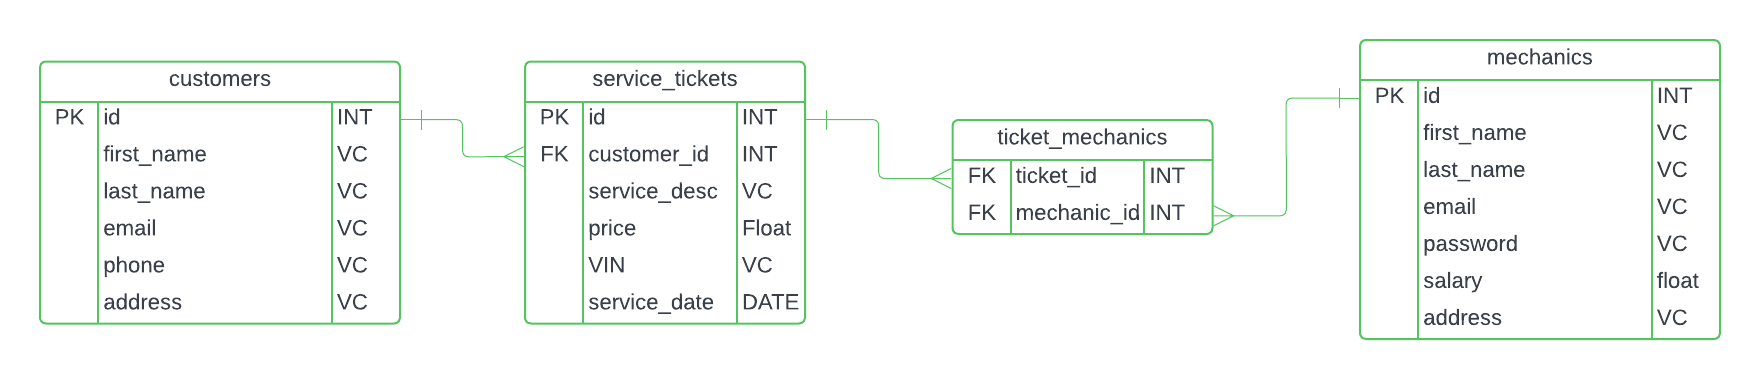 customers
PK id INT
first_name VC
last_name VC
email VC
phone VC
address VC
service_tickets
PK id INT
FK customer_id INT
service_desc VC
price Float
VIN VC
service_date DATE
ticket_mechanics
FK ticket_id INT
FK mechanic_id INT
mechanics
PK id INT
first_name VC
last_name VC
email VC
password VC
salary float
address VC